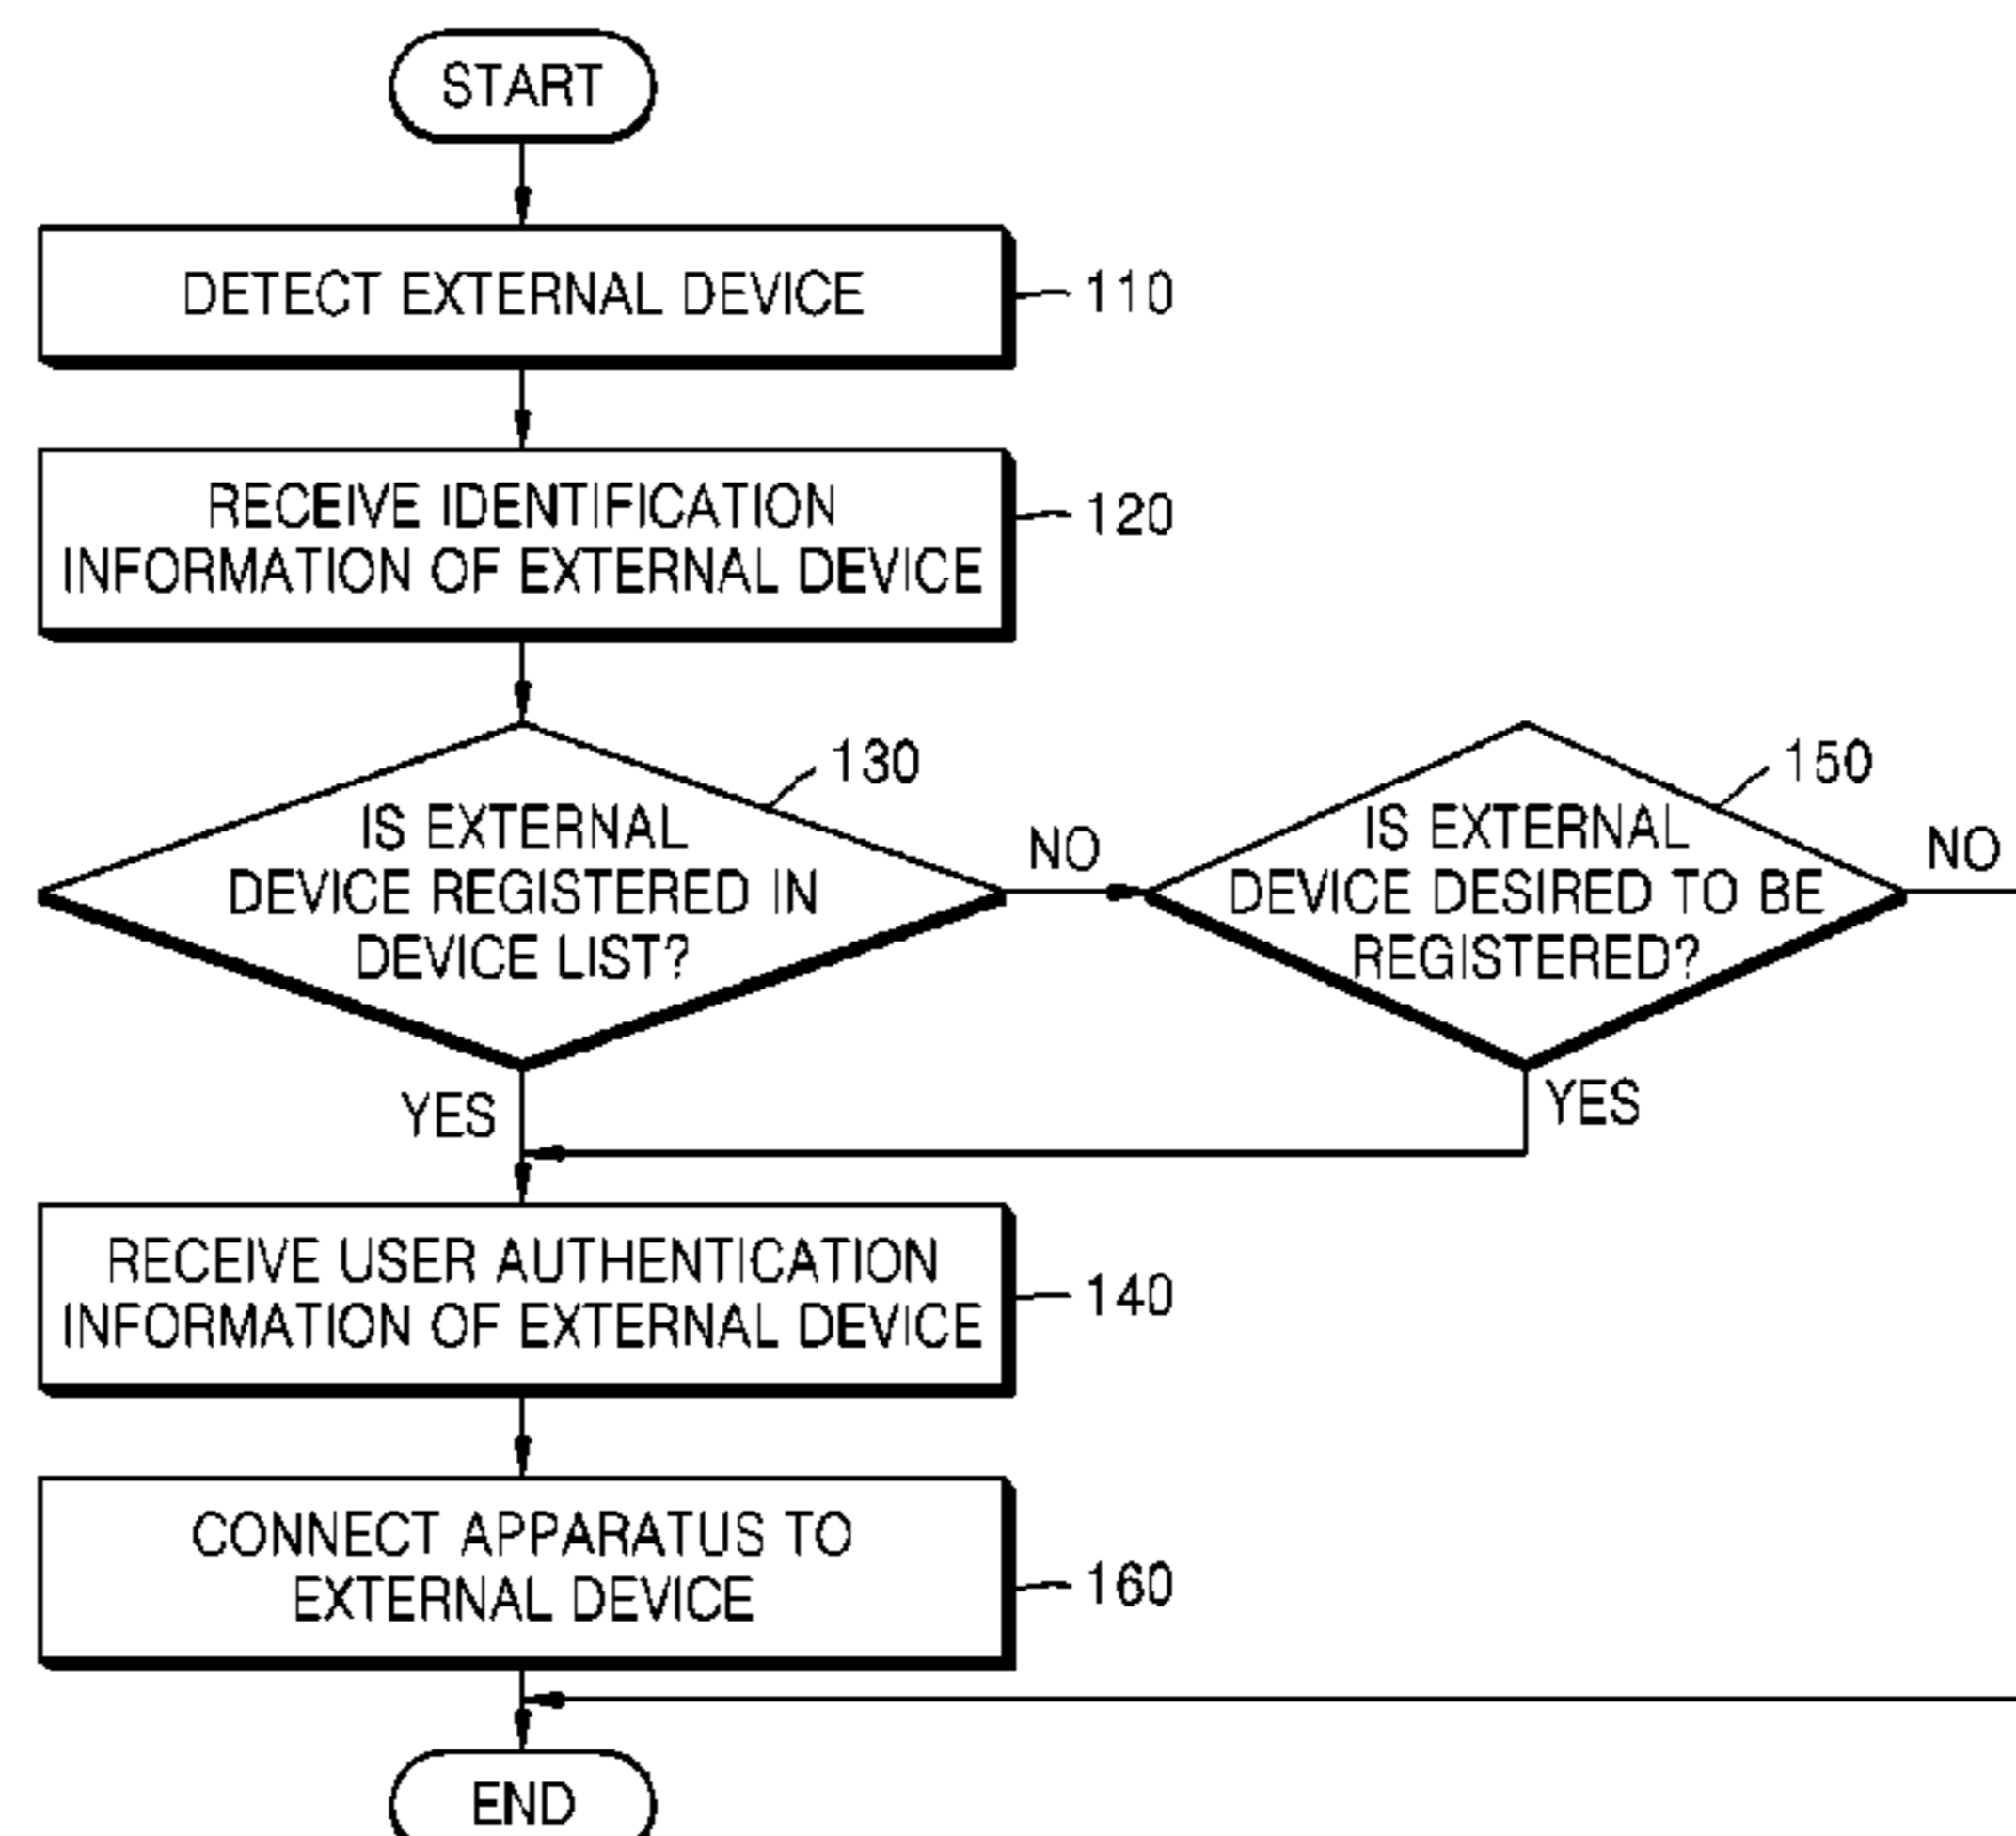 START
DETECT EXTERNAL DEVICE
110
RECEIVE IDENTIFICATION
INFORMATION OF EXTERNAL DEVICE
120
130
IS EXTERNAL
DEVICE REGISTERED IN
DEVICE LIST?
NO
YES
150
IS EXTERNAL
DEVICE DESIRED TO BE
REGISTERED?
NO
YES
RECEIVE USER AUTHENTICATION
INFORMATION OF EXTERNAL DEVICE
140
CONNECT APPARATUS TO
EXTERNAL DEVICE
160
END